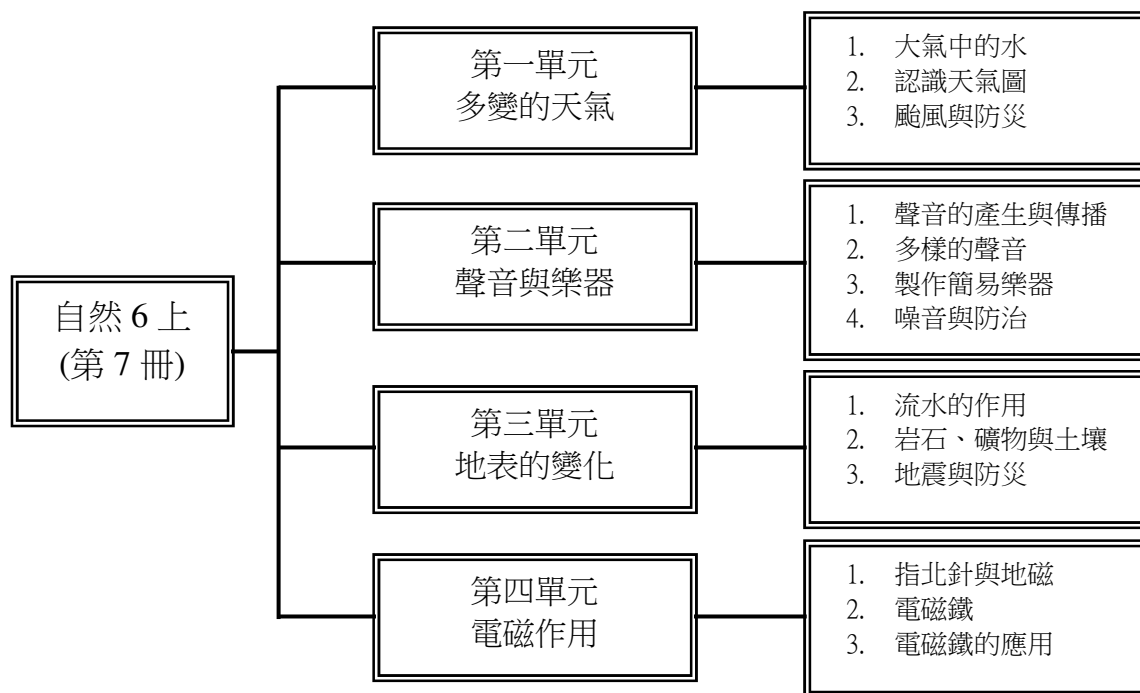 自然 6 上
(第 7 冊)
第一單元
多變的天氣
1. 大氣中的水
2. 認識天氣圖
3. 颱風與防災
第二單元
聲音與樂器
1. 聲音的產生與傳播
2. 多樣的聲音
3. 製作簡易樂器
4. 噪音與防治
第三單元
地表的變化
1. 流水的作用
2. 岩石、礦物與土壤
3. 地震與防災
第四單元
電磁作用
1. 指北針與地磁
2. 電磁鐵
3. 電磁鐵的應用